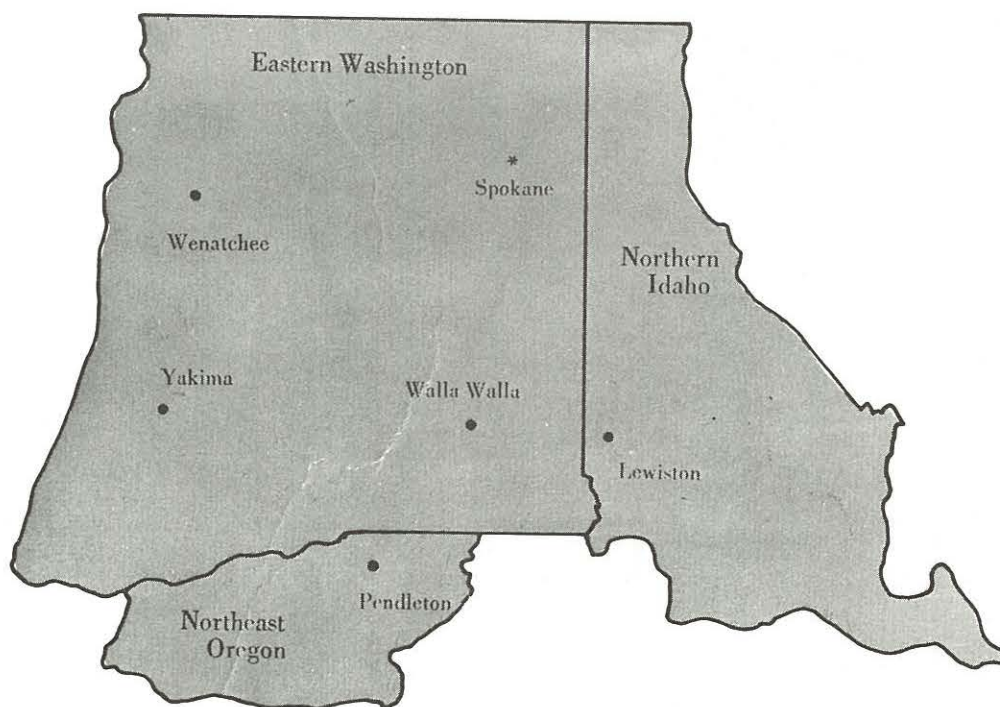 Eastern Washington
Spokane
Wenatchee
Northern
Idaho
Yakima
Walla Walla
Lewiston
Pendleton
Northeast
Oregon